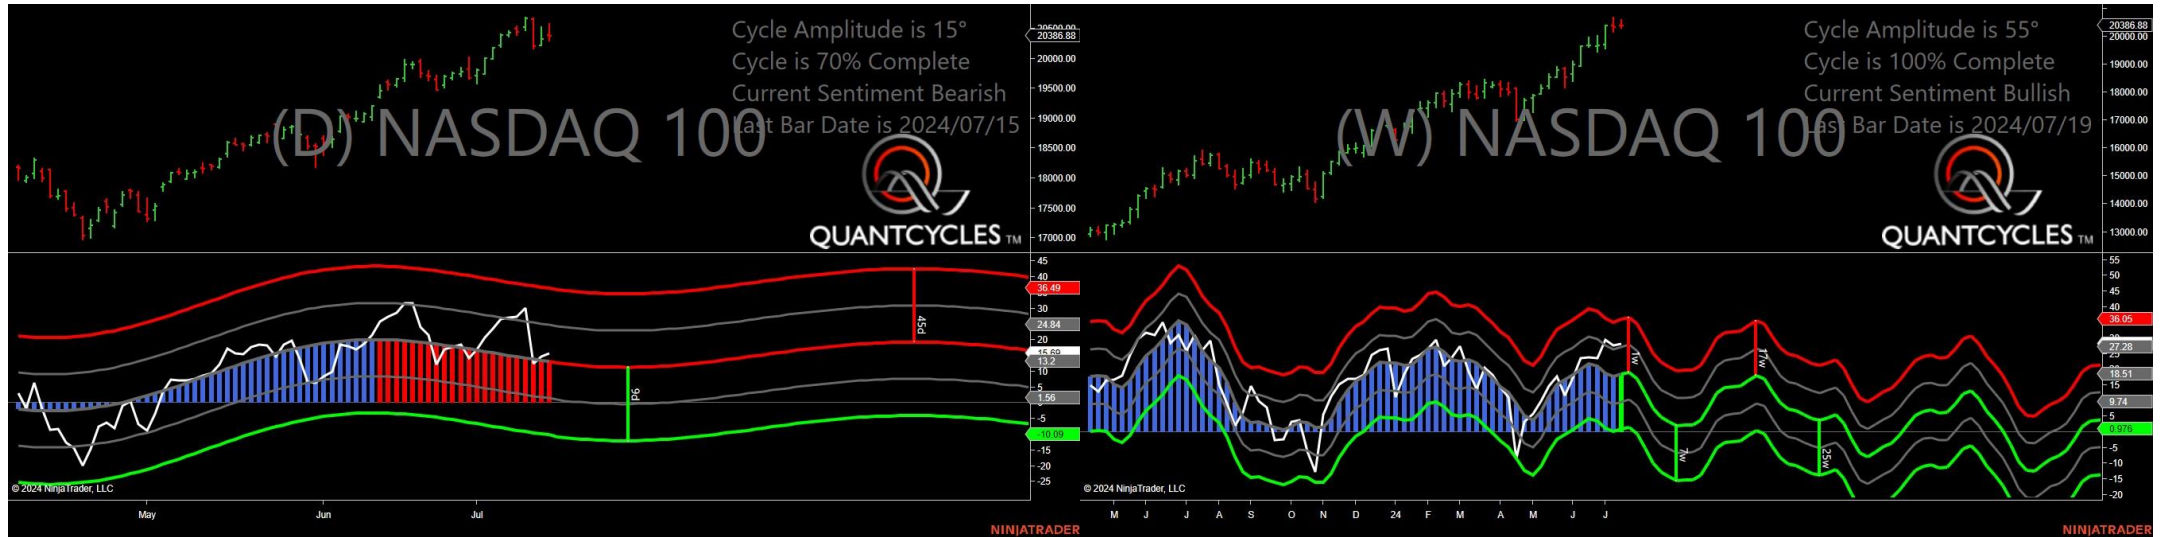 Cycle Amplitude is 15°
Cycle is 70% Complete
Current Sentiment Bearish
Last Bar Date is 2024/07/15
(D) NASDAQ 100
QUANTCYCLES TM
20500.00
20386.88
20000.00
19500.00
19000.00
18500.00
18000.00
17500.00
17000.00
45
40
36.49
30
24.84
20
15.69
13.2
10
5
1.56
-5
-10.09
-15
-20
-25
9d
45d
© 2024 NinjaTrader, LLC
May
Jun
Jul
NINJATRADER
Cycle Amplitude is 55°
Cycle is 100% Complete
Current Sentiment Bullish
Last Bar Date is 2024/07/19
(W) NASDAQ 100
QUANTCYCLES TM
20386.88
20000.00
19000.00
18000.00
17000.00
16000.00
15000.00
14000.00
13000.00
55
50
45
40
36.05
27.28
25
18.51
15
9.74
5
0.976
-5
-10
-15
-20
1w
17w
7w
25w
© 2024 NinjaTrader, LLC
M
J
J
A
S
O
N
D
24
F
M
A
M
J
J
NINJATRADER